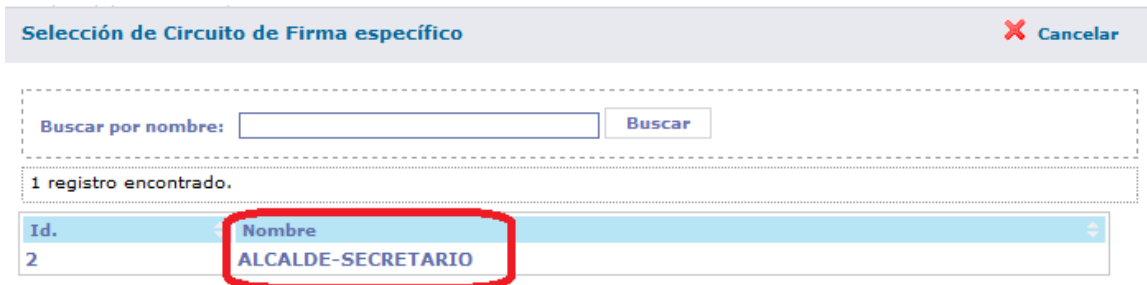 Selección de Circuito de Firma específico Cancelar
Buscar por nombre: Buscar
1 registro encontrado.
Id. Nombre
2 ALCALDE-SECRETARIO